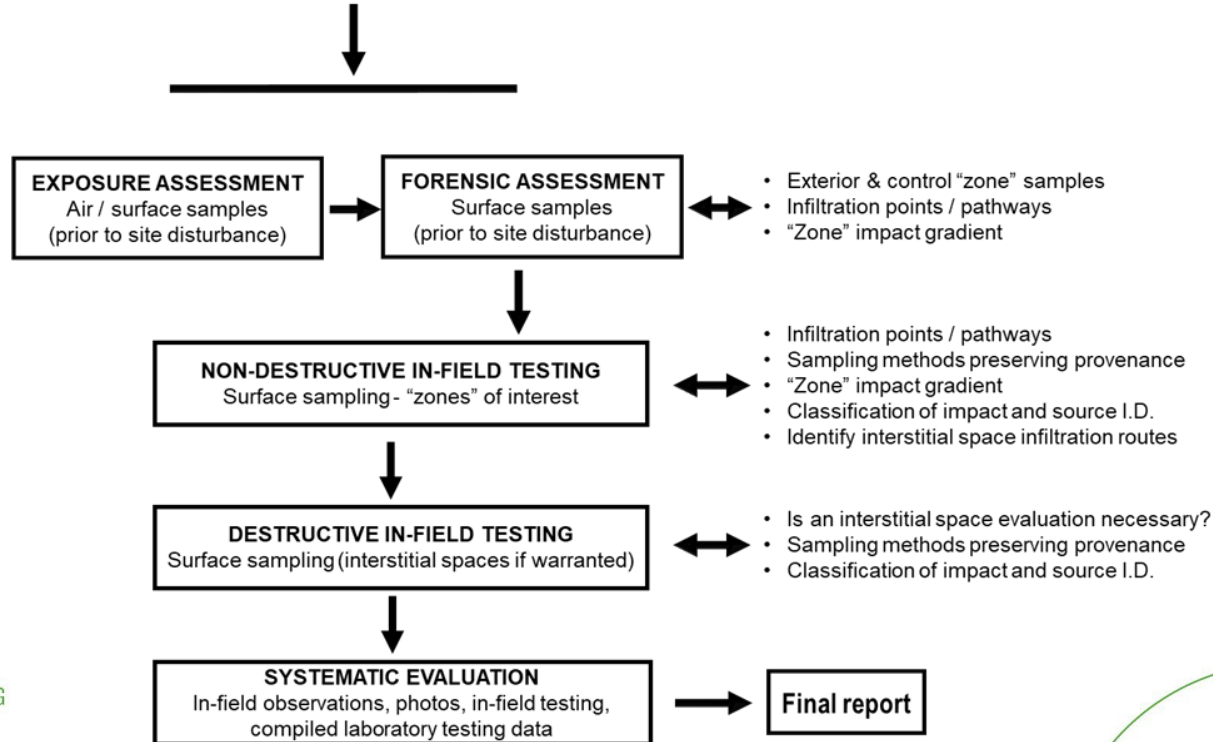 EXPOSURE ASSESSMENT
Air / surface samples
(prior to site disturbance)
FORENSIC ASSESSMENT
Surface samples
(prior to site disturbance)
• Exterior & control “zone” samples
• Infiltration points / pathways
• “Zone” impact gradient
NON-DESTRUCTIVE IN-FIELD TESTING
Surface sampling - “zones” of interest
• Infiltration points / pathways
• Sampling methods preserving provenance
• “Zone” impact gradient
• Classification of impact and source I.D.
• Identify interstitial space infiltration routes
DESTRUCTIVE IN-FIELD TESTING
Surface sampling (interstitial spaces if warranted)
• Is an interstitial space evaluation necessary?
• Sampling methods preserving provenance
• Classification of impact and source I.D.
SYSTEMATIC EVALUATION
In-field observations, photos, in-field testing,
compiled laboratory testing data
Final report
G